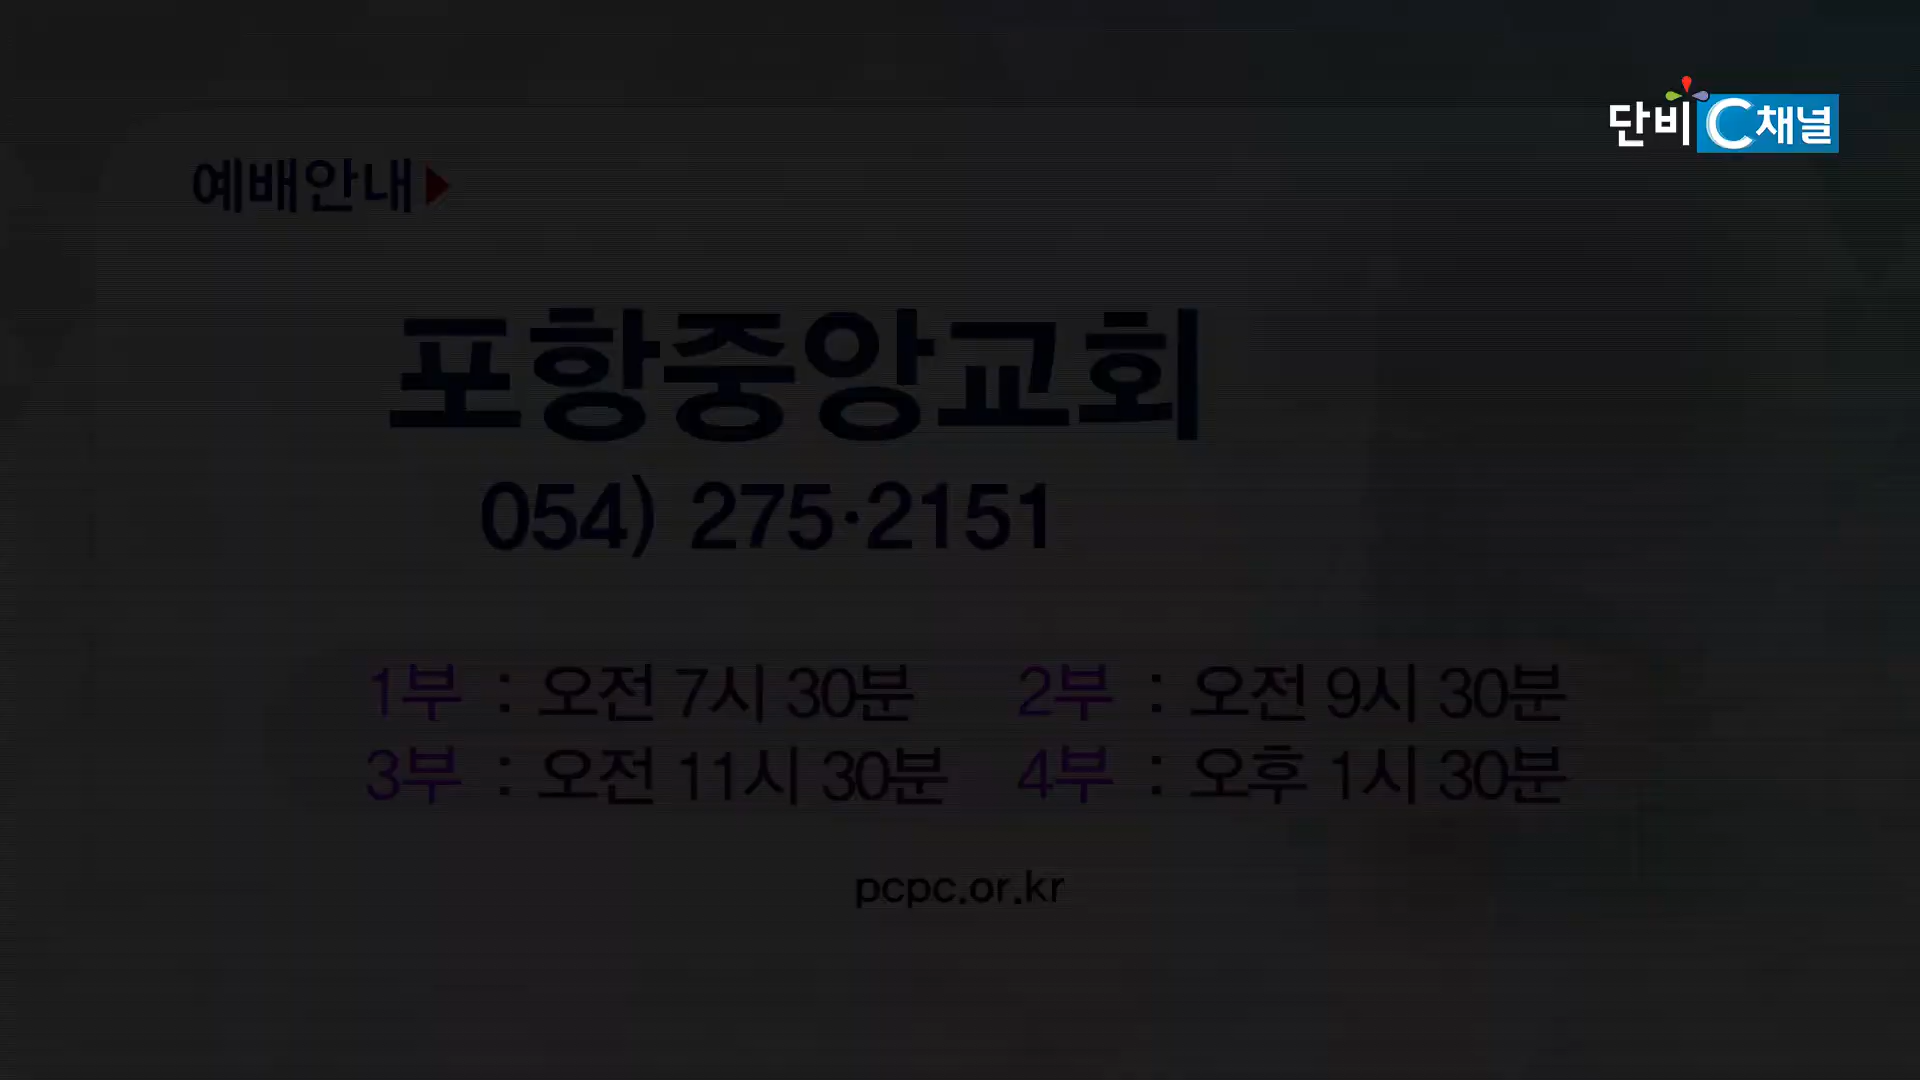 단비 C채널
예배안내
포항중앙교회
054) 275·2151
1부 : 오전 7시 30분 2부 : 오전 9시 30분
3부 : 오전 11시 30분 4부 : 오후 1시 30분
pcpc.or.kr